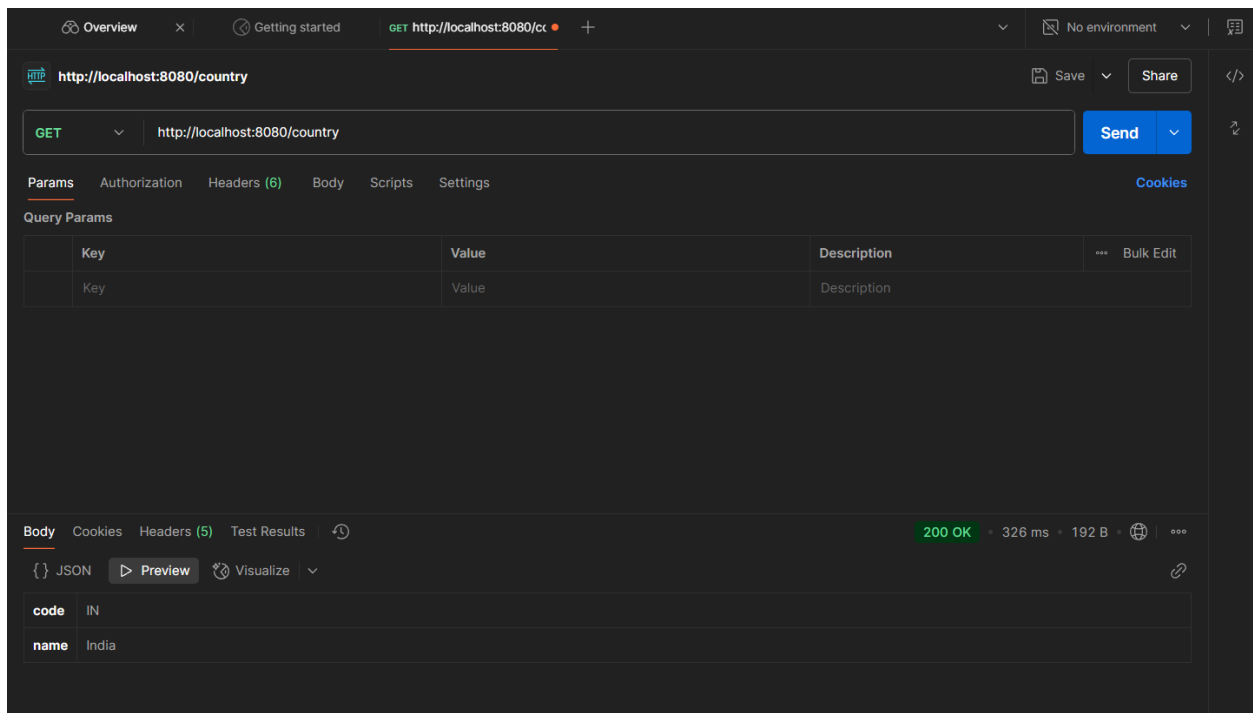 Overview Getting started GET http://localhost:8080/cc No environment
HTTP http://localhost:8080/country Save Share
GET http://localhost:8080/country Send
Params Authorization Headers (6) Body Scripts Settings Cookies
Query Params
Key Value Description Bulk Edit
Key Value Description
Body Cookies Headers (5) Test Results 200 OK 326 ms 192 B
{} JSON Preview Visualize
code IN
name India